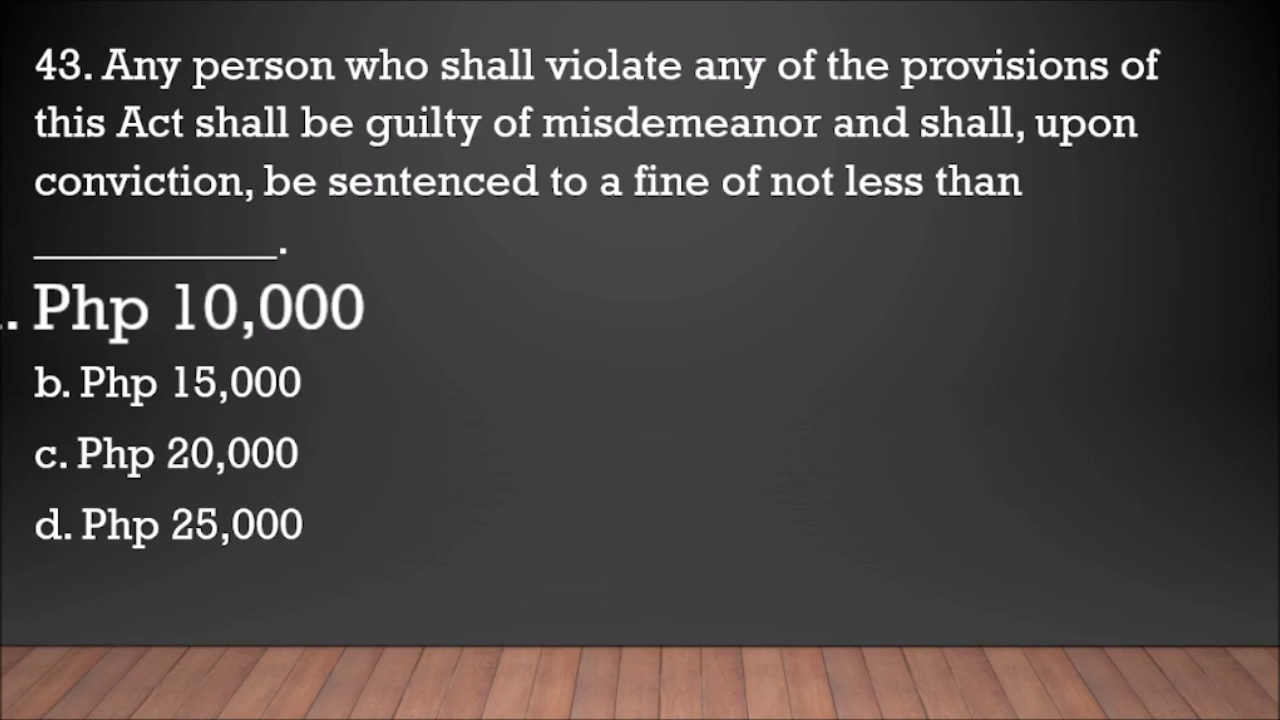 43. Any person who shall violate any of the provisions of
this Act shall be guilty of misdemeanor and shall, upon
conviction, be sentenced to a fine of not less than
___________.
. Php 10,000
b. Php 15,000
c. Php 20,000
d. Php 25,000